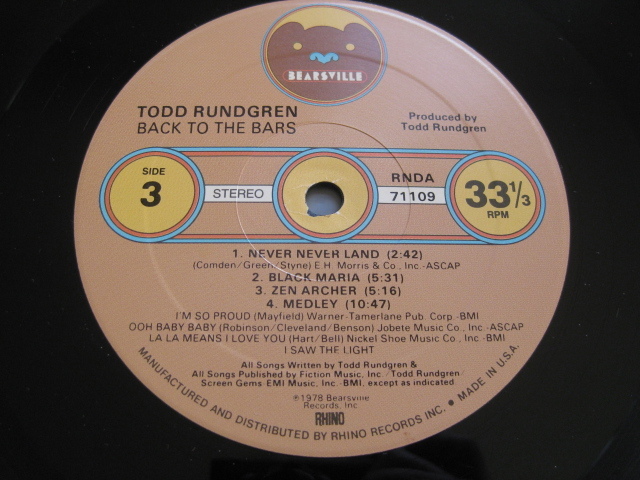 BEARSVILLE
TODD RUNDGREN
BACK TO THE BARS
Produced by
Todd Rundgren
SIDE
3
STEREO
RNDA
71109
33 1/3
RPM
1. NEVER NEVER LAND (2:42)
(Comden/Green/Styne) E.H. Morris & Co., Inc.-ASCAP
2. BLACK MARIA (5:31)
3. ZEN ARCHER (5:16)
4. MEDLEY (10:47)
I'M SO PROUD (Mayfield) Warner-Tamerlane Pub. Corp.-BMI
OOH BABY BABY (Robinson/Cleveland/Benson) Jobete Music Co., Inc.-ASCAP
LA LA MEANS I LOVE YOU (Hart/Bell) Nickel Shoe Music Co., Inc.-BMI
I SAW THE LIGHT
All Songs Written by Todd Rundgren &
All Songs Published by Fiction Music, Inc./Todd Rundgren/
Screen Gems-EMI Music, Inc.-BMI, except as indicated.
℗1978 Bearsville
Records, Inc.
RHINO
MANUFACTURED AND DISTRIBUTED BY RHINO RECORDS INC. • MADE IN U.S.A.